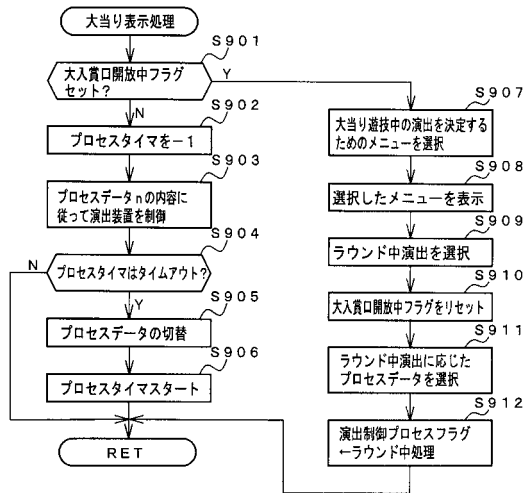 大当り表示処理
S901
大入賞口開放中フラグ
セット?
Y
N
S902
プロセスタイマを-1
S903
プロセスデータnの内容に
従って演出装置を制御
S904
N
プロセスタイマはタイムアウト?
Y
S905
プロセスデータの切替
S906
プロセスタイマスタート
RET
S907
大当り遊技中の演出を決定する
ためのメニューを選択
S908
選択したメニューを表示
S909
ラウンド中演出を選択
S910
大入賞口開放中フラグをリセット
S911
ラウンド中演出に応じた
プロセスデータを選択
S912
演出制御プロセスフラグ
←ラウンド中処理